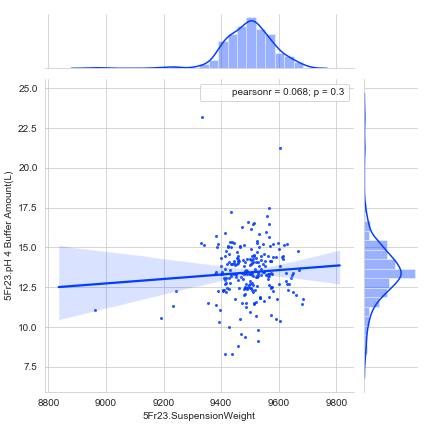 pearsonr = 0.068; p = 0.3
25.0
22.5
20.0
17.5
15.0
12.5
10.0
7.5
5Fr23.pH 4 Buffer Amount(L)
8800 9000 9200 9400 9600 9800
5Fr23.SuspensionWeight